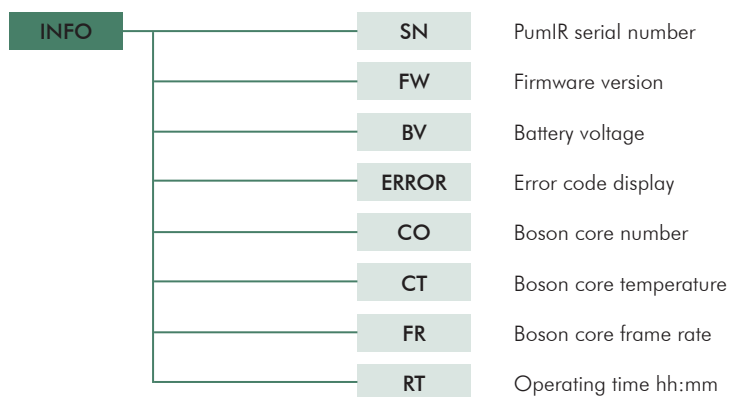 INFO SN PumIR serial number
FW Firmware version
BV Battery voltage
ERROR Error code display
CO Boson core number
CT Boson core temperature
FR Boson core frame rate
RT Operating time hh:mm